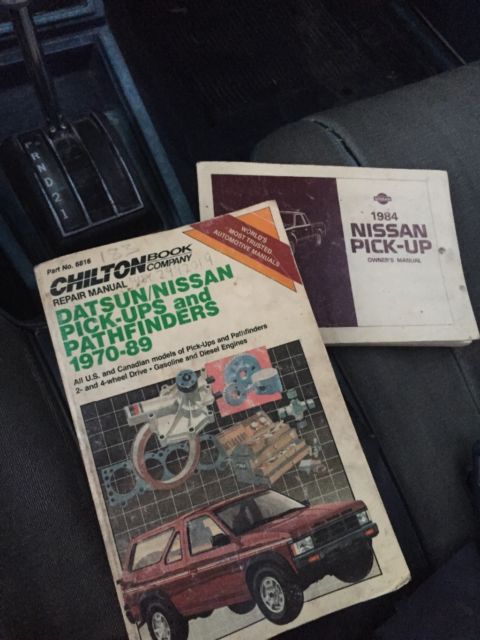 P
R
N
D
2
1
NISSAN
1984
NISSAN
PICK-UP
OWNER'S MANUAL
WORLD'S
MOST TRUSTED
AUTOMOTIVE MANUALS
Part No. 6816
CHILTON BOOK COMPANY
REPAIR MANUAL
DATSUN/NISSAN
PICK-UPS and
PATHFINDERS
1970-89
All U.S. and Canadian models of Pick-Ups and Pathfinders
2- and 4-wheel Drive • Gasoline and Diesel Engines